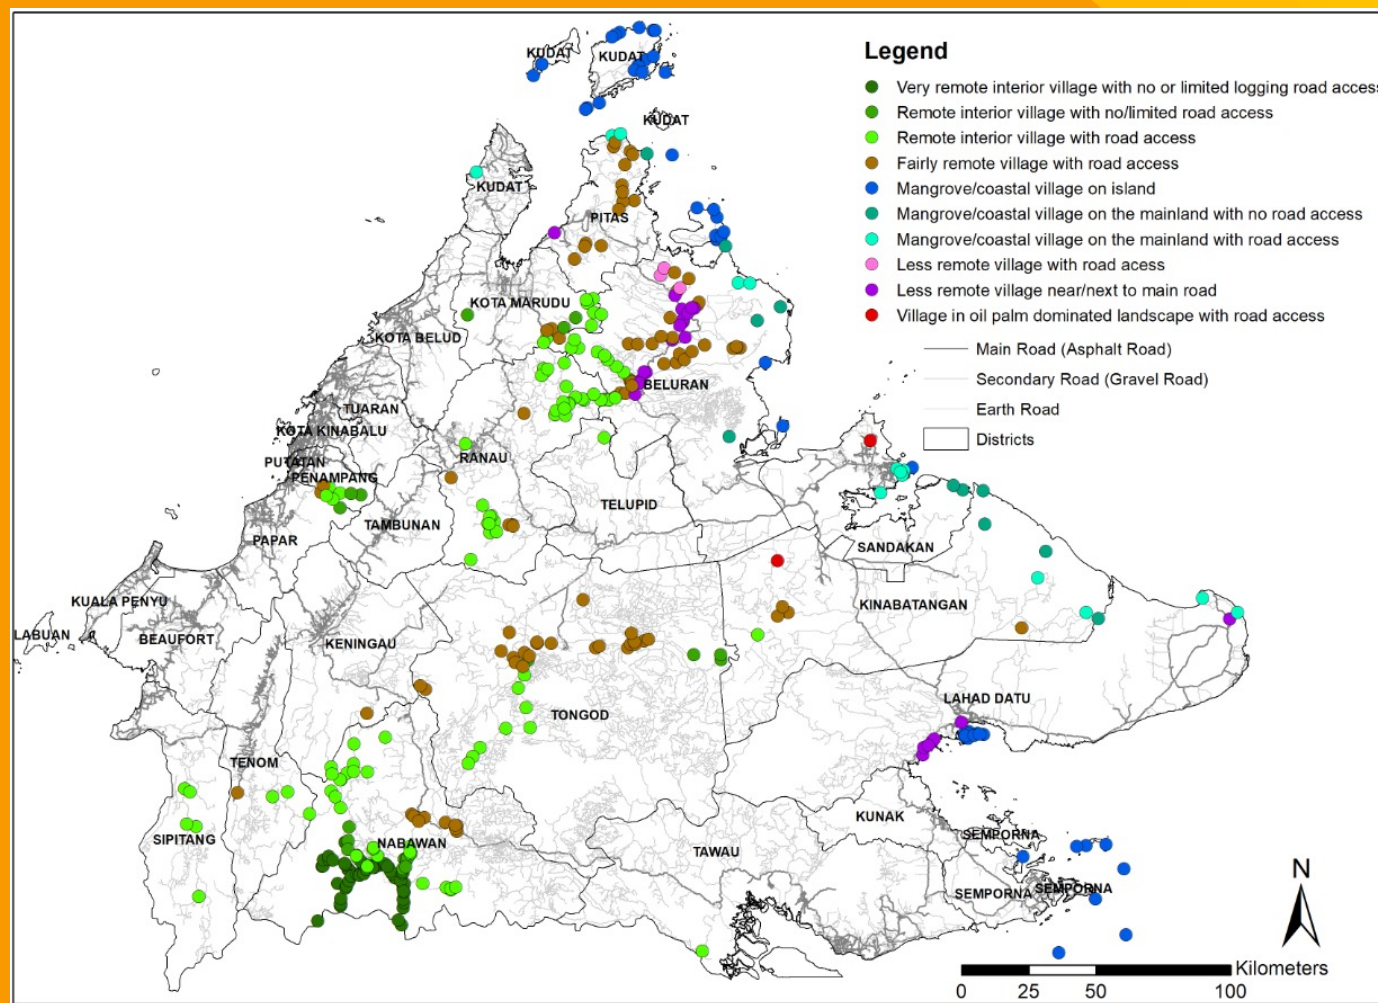 Legend
Very remote interior village with no or limited logging road access
Remote interior village with no/limited road access
Remote interior village with road access
Fairly remote village with road access
Mangrove/coastal village on island
Mangrove/coastal village on the mainland with no road access
Mangrove/coastal village on the mainland with road access
Less remote village with road acess
Less remote village near/next to main road
Village in oil palm dominated landscape with road access
Main Road (Asphalt Road)
Secondary Road (Gravel Road)
Earth Road
Districts
KUDAT
KUDAT
KUDAT
KUDAT
PITAS
KOTA MARUDU
KOTA BELUD
BELURAN
TUARAN
KOTA KINABALU
RANAU
PUTATAN
PENAMPANG
TELUPID
TAMBUNAN
PAPAR
SANDAKAN
KUALA PENYU
KINABATANGAN
LABUAN
BEAUFORT
KENINGAU
LAHAD DATU
TONGOD
TENOM
KUNAK
SIPITANG
NABAWAN
SEMPORNA
TAWAU
SEMPORNA
SEMPORNA
N
Kilometers
0 25 50 100